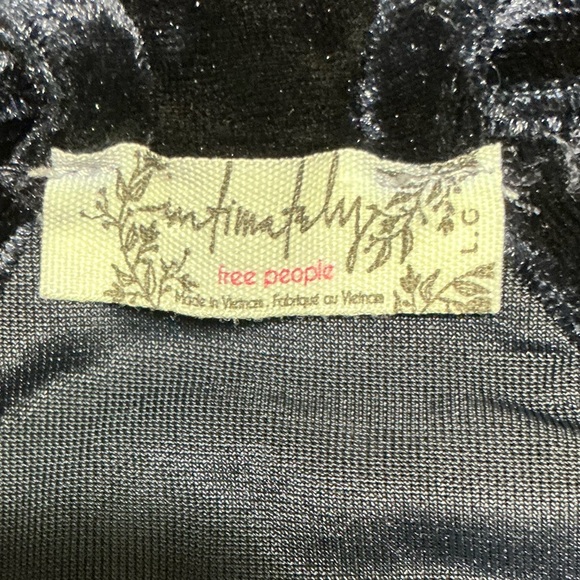 intimately
free people
Made in Vietnam. Fabriqué au Vietnam
L.G